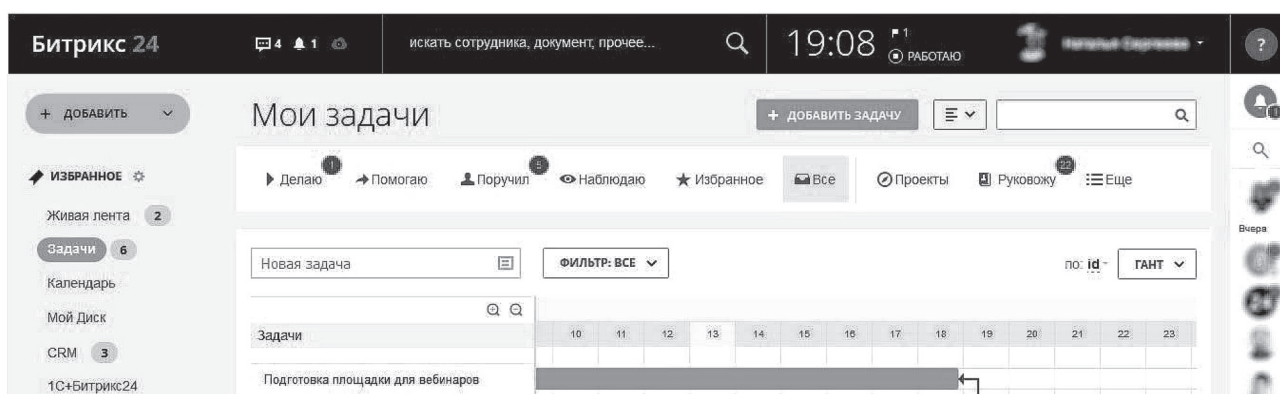 Битрикс 24
4 1
искать сотрудника, документ, прочее...
19:08
1
РАБОТАЮ
?
+ ДОБАВИТЬ
Мои задачи
+ ДОБАВИТЬ ЗАДАЧУ
ИЗБРАННОЕ
Делаю 1 Помогаю Поручил 5 Наблюдаю Избранное Все Проекты Руковожу 22 Еще
Живая лента 2
Задачи 6
Календарь
Мой Диск
CRM 3
1С+Битрикс24
Вчера
Новая задача ФИЛЬТР: ВСЕ по: id ГАНТ
Задачи 10 11 12 13 14 15 16 17 18 19 20 21 22 23
Подготовка площадки для вебинаров